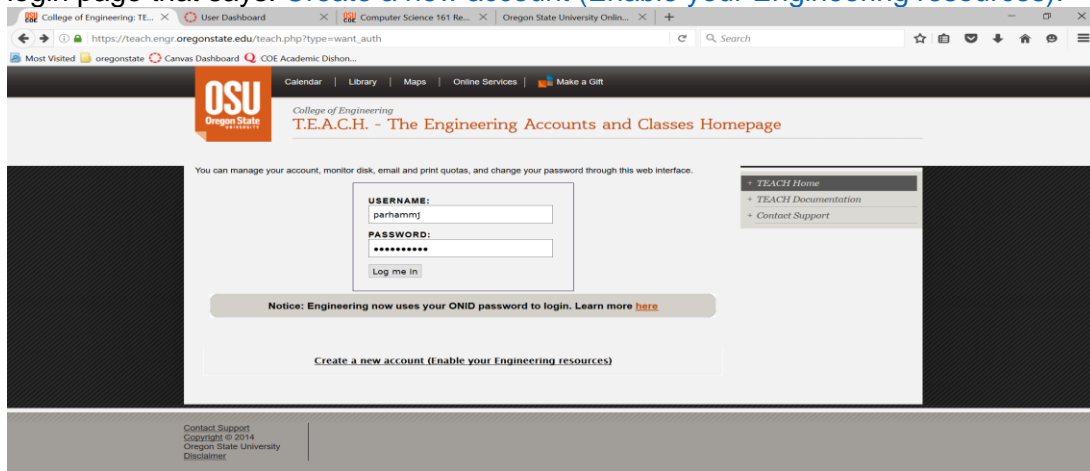 login page that says: Create a new account (Enable your Engineering resources).
College of Engineering: TE... × User Dashboard × Computer Science 161 Re... × Oregon State University Onlin... × +
https://teach.engr.oregonstate.edu/teach.php?type=want_auth Search
Most Visited oregonstate Canvas Dashboard COE Academic Dishon...
OSU
Oregon State
UNIVERSITY
Calendar | Library | Maps | Online Services | Make a Gift
College of Engineering
T.E.A.C.H. - The Engineering Accounts and Classes Homepage
You can manage your account, monitor disk, email and print quotas, and change your password through this web interface.
USERNAME:
parhammj
PASSWORD:
••••••••••
Log me in
+ TEACH Home
+ TEACH Documentation
+ Contact Support
Notice: Engineering now uses your ONID password to login. Learn more here
Create a new account (Enable your Engineering resources)
Contact Support
Copyright © 2014
Oregon State University
Disclaimer